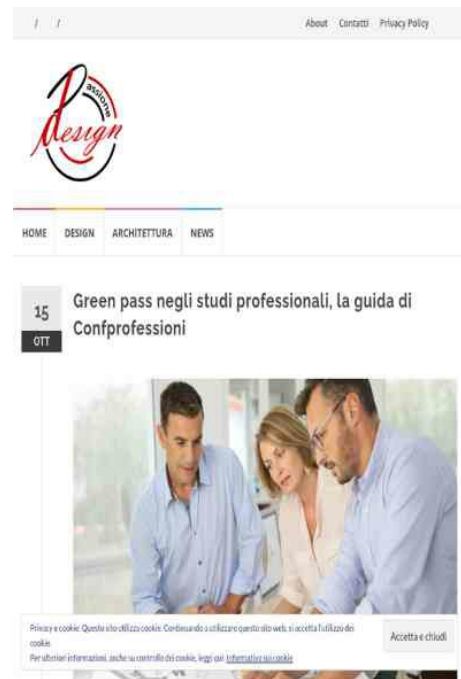 / / About Contatti Privacy Policy
Passione
Design
HOME DESIGN ARCHITETTURA NEWS
15
OTT
Green pass negli studi professionali, la guida di
Confprofessioni
Privacy e cookie: Questo sito utilizza cookie. Continuando a utilizzare questo sito web, si accetta l'utilizzo dei
cookie.
Per ulteriori informazioni, anche su controllo dei cookie, leggi qui: Informativa sui cookie
Accetta e chiudi